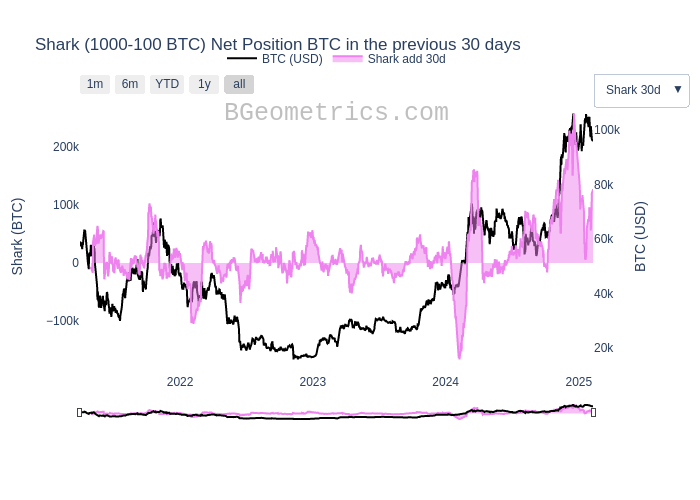 Shark (1000-100 BTC) Net Position BTC in the previous 30 days
BTC (USD) Shark add 30d
1m 6m YTD 1y all
Shark 30d ▼
BGeometrics.com
200k
100k
0
−100k
Shark (BTC)
100k
80k
60k
40k
20k
BTC (USD)
2022 2023 2024 2025